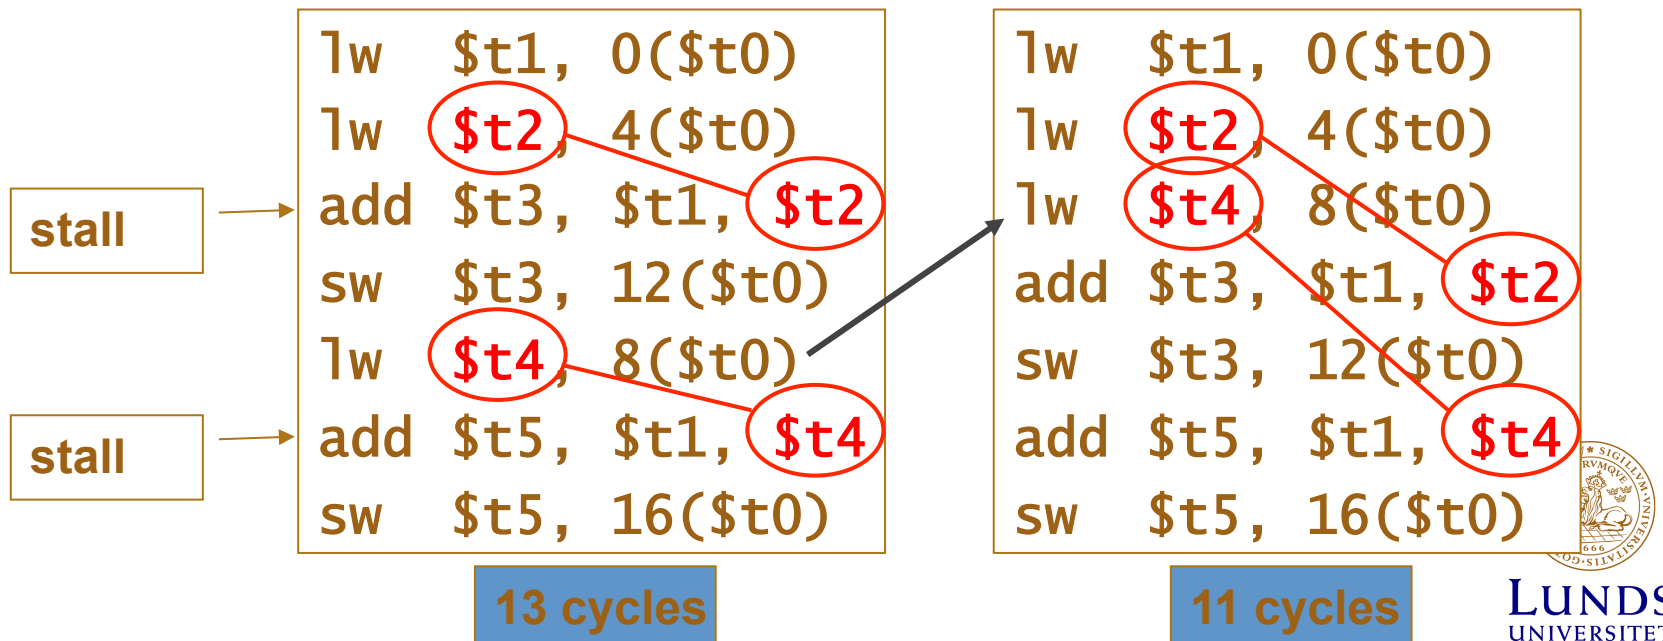 lw $t1, 0($t0)
lw $t2, 4($t0)
add $t3, $t1, $t2
sw $t3, 12($t0)
lw $t4, 8($t0)
add $t5, $t1, $t4
sw $t5, 16($t0)
stall
stall
13 cycles
lw $t1, 0($t0)
lw $t2, 4($t0)
lw $t4, 8($t0)
add $t3, $t1, $t2
sw $t3, 12($t0)
add $t5, $t1, $t4
sw $t5, 16($t0)
11 cycles
LUNDS
UNIVERSITET